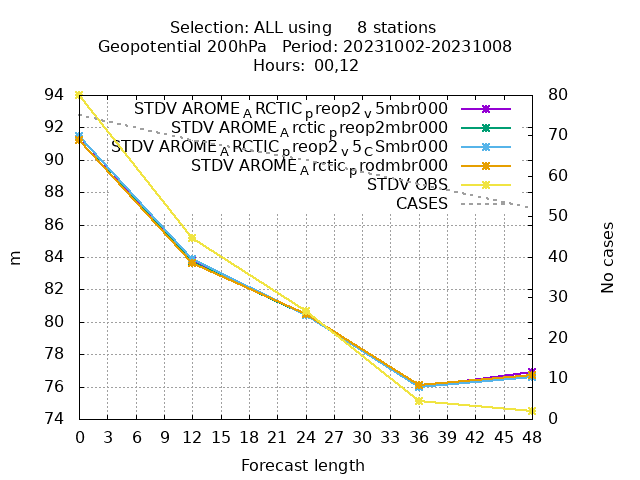 Selection: ALL using     8 stations
Geopotential 200hPa   Period: 20231002-20231008
Hours: 00,12
STDV AROME_ARCTIC_preop2_v5mbr000
STDV AROME_Arctic_preop2mbr000
STDV AROME_ARCTIC_preop2_v5_CSmbr000
STDV AROME_Arctic_prodmbr000
STDV OBS
CASES
94
92
90
88
86
84
82
80
78
76
74
m
80
70
60
50
40
30
20
10
0
No cases
0 3 6 9 12 15 18 21 24 27 30 33 36 39 42 45 48
Forecast length